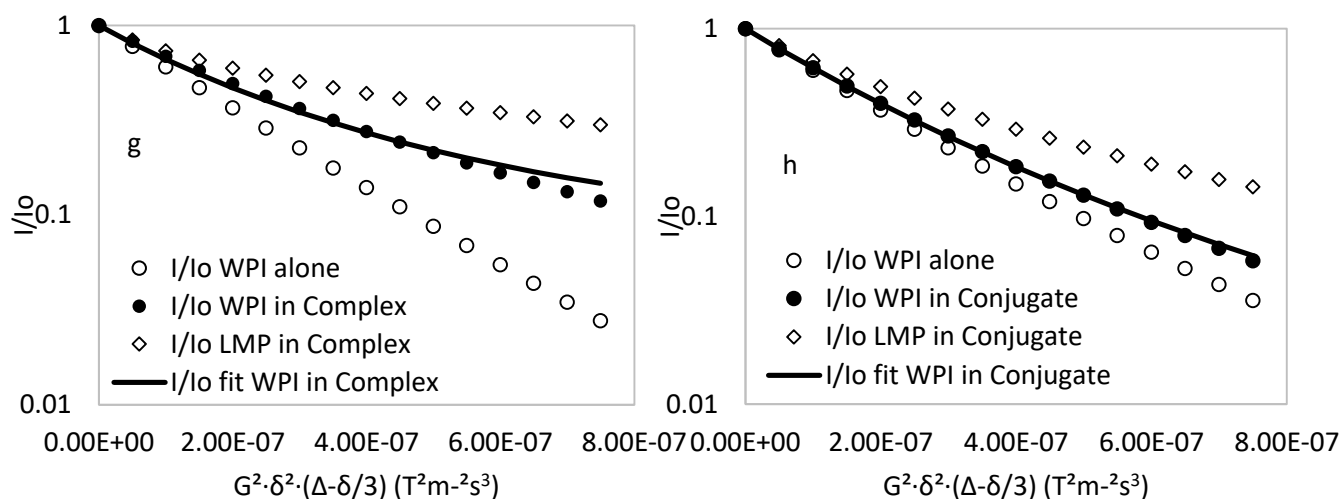 1
g
I/Io
0.1
I/Io WPI alone
I/Io WPI in Complex
I/Io LMP in Complex
I/Io fit WPI in Complex
0.01
0.00E+00 2.00E-07 4.00E-07 6.00E-07 8.00E-07
G²·δ²·(Δ-δ/3) (T²m-²s³)
1
h
I/Io
0.1
I/Io WPI alone
I/Io WPI in Conjugate
I/Io LMP in Conjugate
I/Io fit WPI in Conjugate
0.01
0.00E+00 2.00E-07 4.00E-07 6.00E-07 8.00E-07
G²·δ²·(Δ-δ/3) (T²m-²s³)